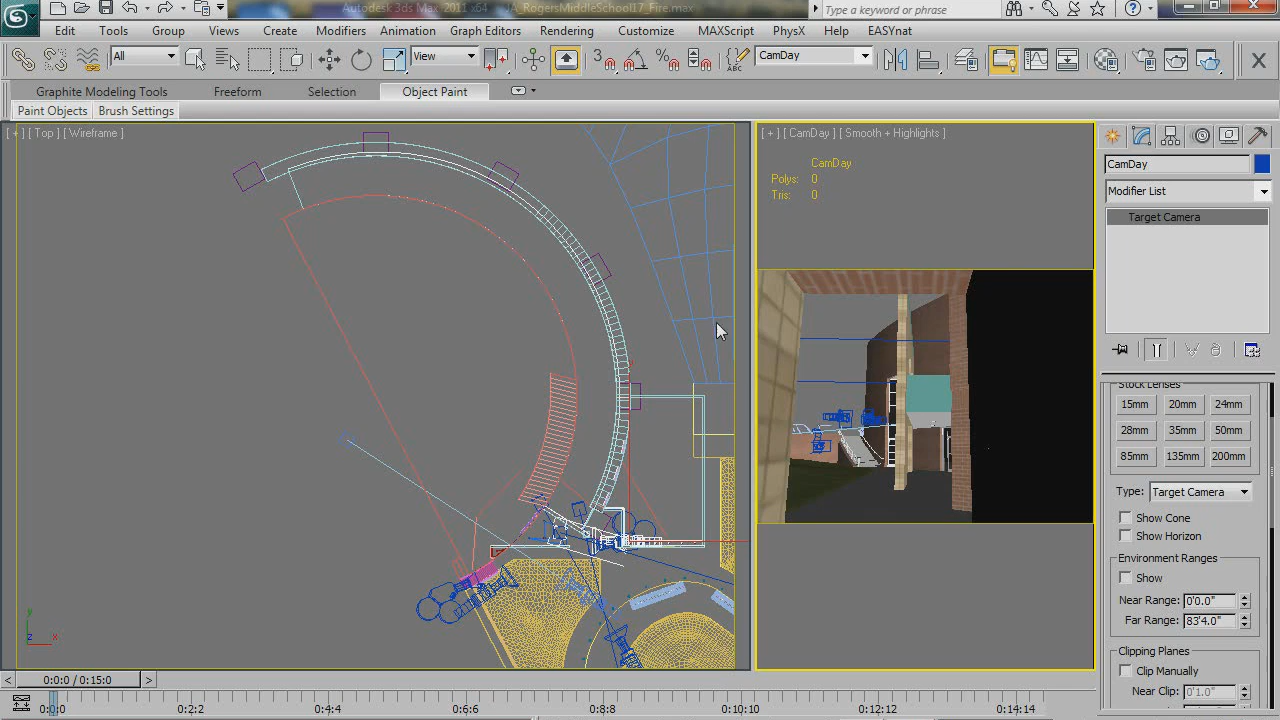 Autodesk 3ds Max 2011 x64 JA_RogersMiddleSchool17_Fire.max
Type a keyword or phrase
Edit Tools Group Views Create Modifiers Animation Graph Editors Rendering Customize MAXScript PhysX Help EASYnat
All View 3 CamDay
Graphite Modeling Tools Freeform Selection Object Paint
Paint Objects Brush Settings
[ + ] [ Top ] [ Wireframe ]
[ + ] [ CamDay ] [ Smooth + Highlights ]
CamDay
Polys: 0
Tris: 0
CamDay
Modifier List
Target Camera
Stock Lenses
15mm 20mm 24mm
28mm 35mm 50mm
85mm 135mm 200mm
Type: Target Camera
Show Cone
Show Horizon
Environment Ranges
Show
Near Range: 0'0.0"
Far Range: 83'4.0"
Clipping Planes
Clip Manually
Near Clip: 0'1.0"
y
z x
< 0:0:0 / 0:15:0 >
0:0:0 0:2:2 0:4:4 0:6:6 0:8:8 0:10:10 0:12:12 0:14:14